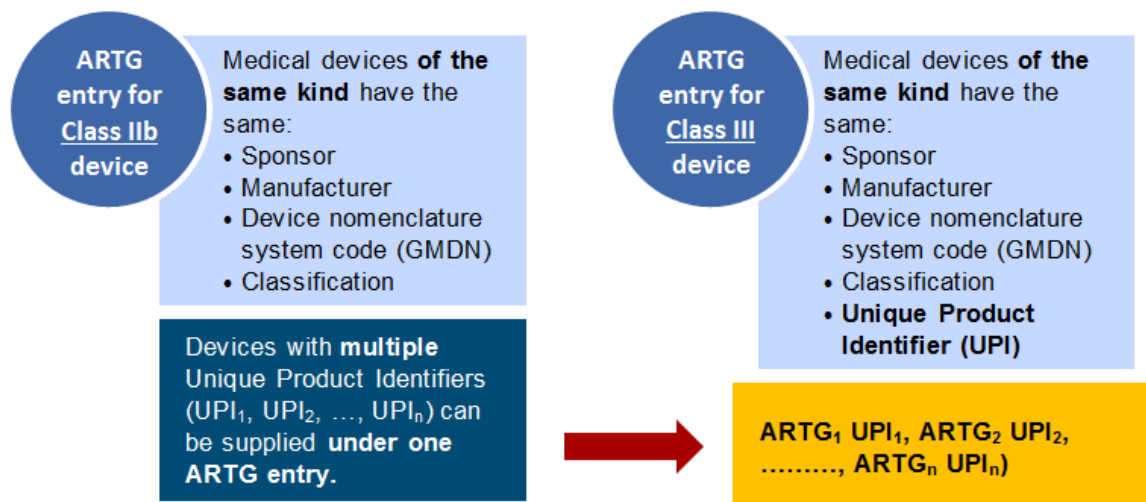 ARTG
entry for
Class IIb
device
Medical devices of the
same kind have the
same:
• Sponsor
• Manufacturer
• Device nomenclature
system code (GMDN)
• Classification
Devices with multiple
Unique Product Identifiers
(UPI₁, UPI₂, …, UPIₙ) can
be supplied under one
ARTG entry.
ARTG
entry for
Class III
device
Medical devices of the
same kind have the
same:
• Sponsor
• Manufacturer
• Device nomenclature
system code (GMDN)
• Classification
• Unique Product
Identifier (UPI)
ARTG₁ UPI₁, ARTG₂ UPI₂,
………, ARTGₙ UPIₙ)